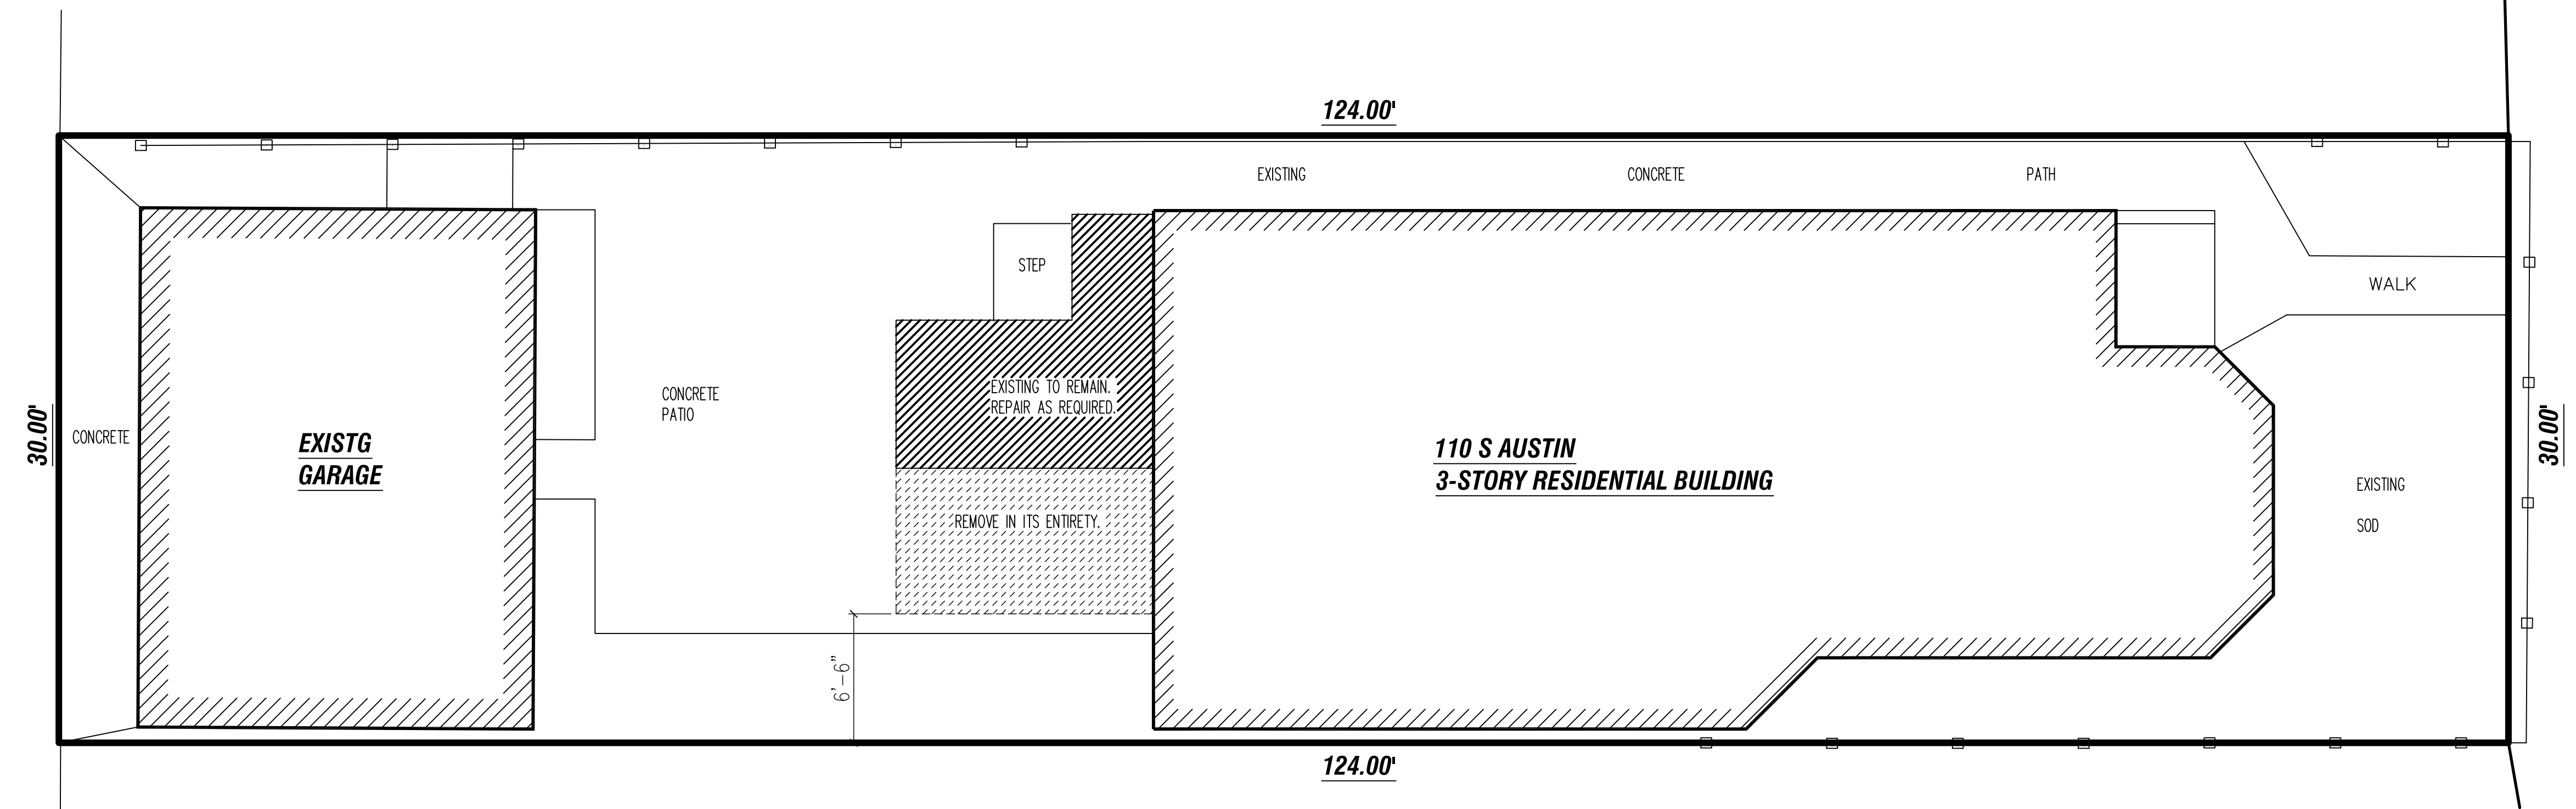 124.00'
EXISTING CONCRETE PATH
STEP
WALK
EXISTING TO REMAIN.
REPAIR AS REQUIRED.
CONCRETE
PATIO
30.00'
CONCRETE
EXISTG
GARAGE
110 S AUSTIN
3-STORY RESIDENTIAL BUILDING
30.00'
EXISTING
SOD
REMOVE IN ITS ENTIRETY.
6'-6"
124.00'